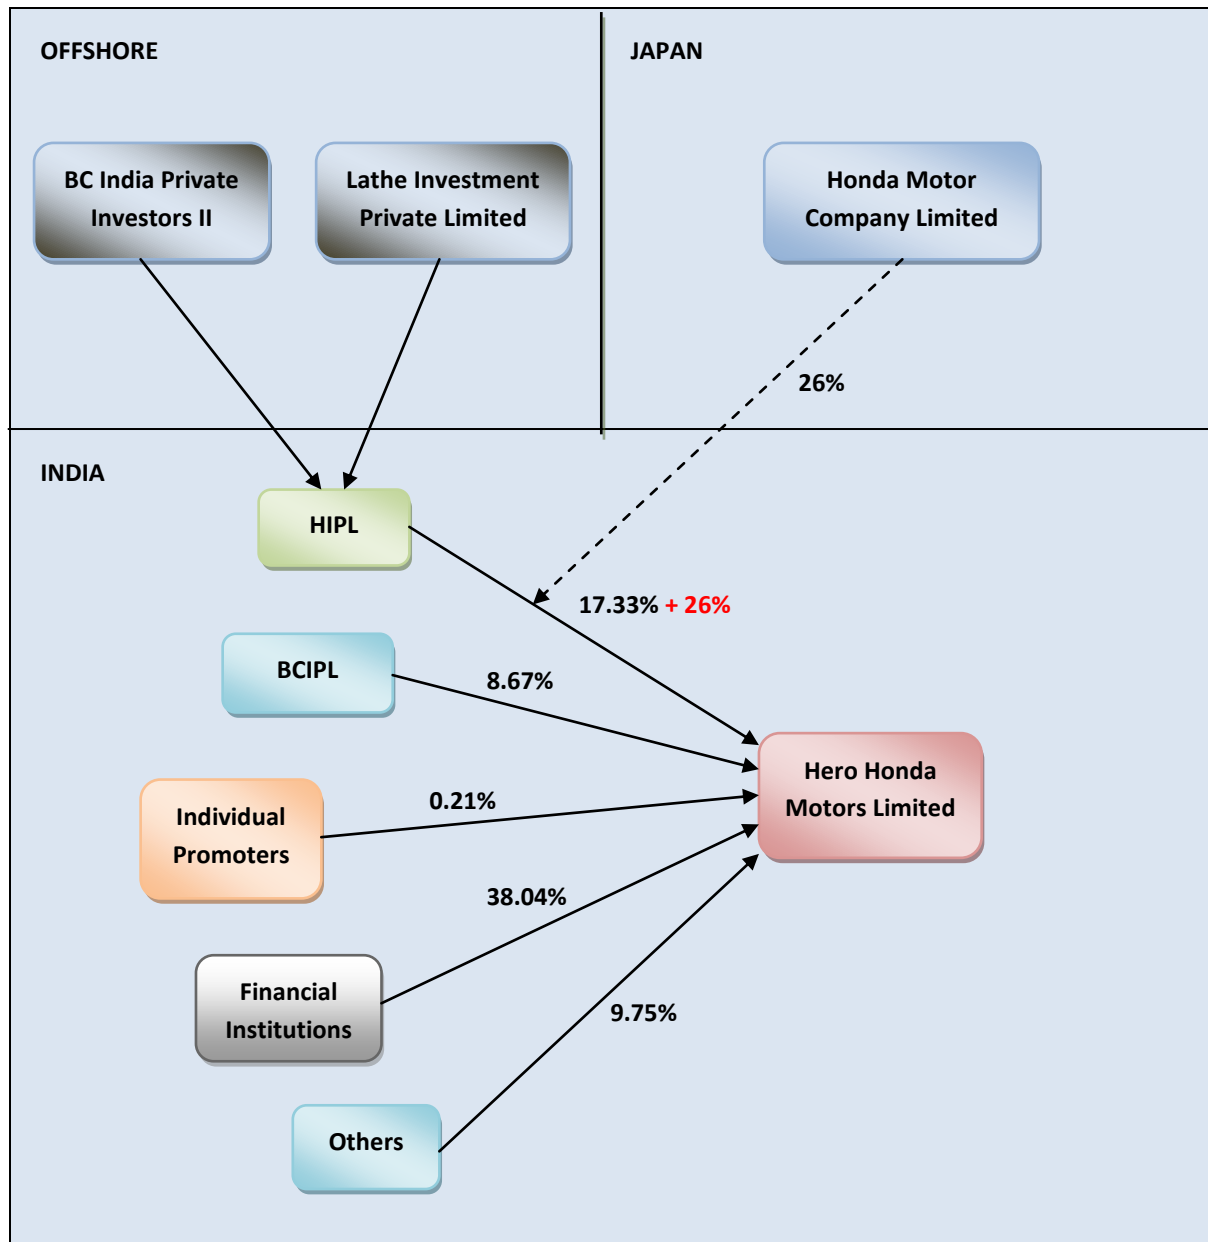 OFFSHORE
JAPAN
BC India Private
Investors II
Lathe Investment
Private Limited
Honda Motor
Company Limited
26%
INDIA
HIPL
17.33% + 26%
BCIPL
8.67%
Hero Honda
Motors Limited
Individual
Promoters
0.21%
38.04%
Financial
Institutions
9.75%
Others